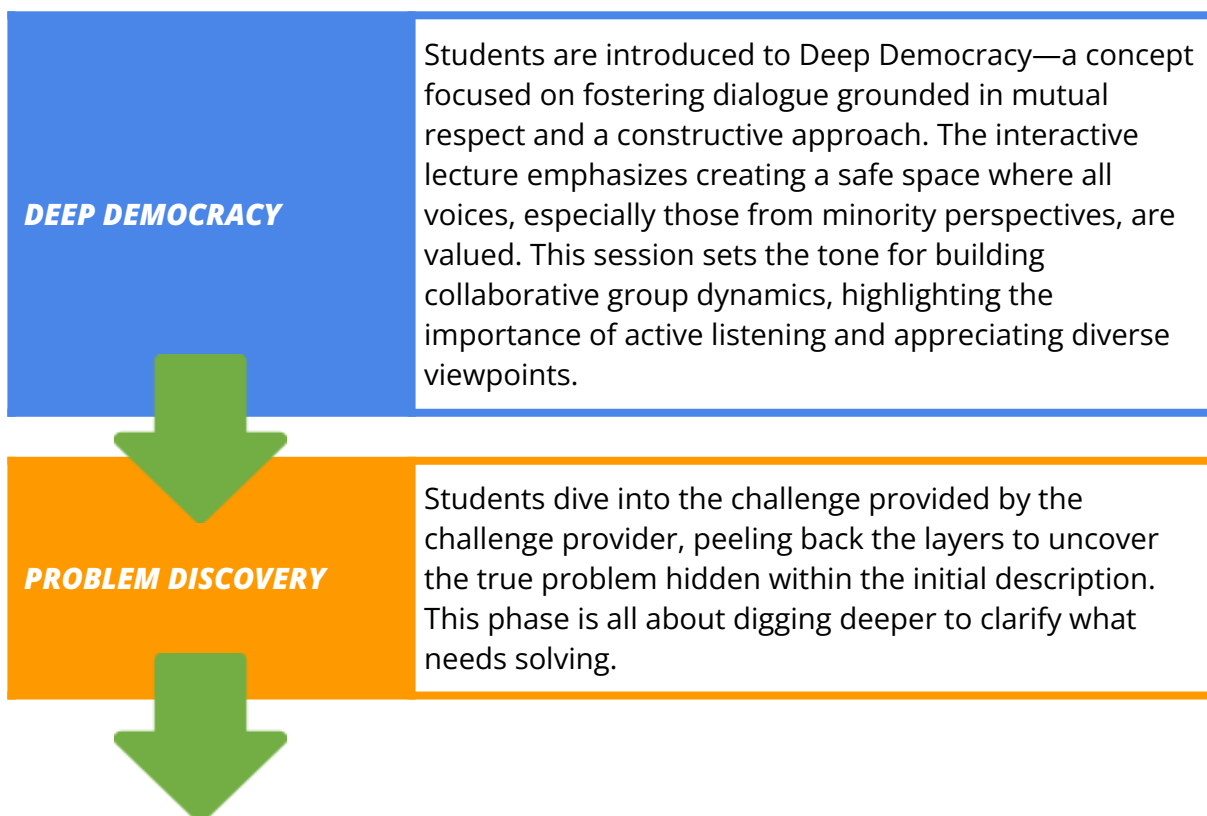 DEEP DEMOCRACY
Students are introduced to Deep Democracy—a concept
focused on fostering dialogue grounded in mutual
respect and a constructive approach. The interactive
lecture emphasizes creating a safe space where all
voices, especially those from minority perspectives, are
valued. This session sets the tone for building
collaborative group dynamics, highlighting the
importance of active listening and appreciating diverse
viewpoints.
PROBLEM DISCOVERY
Students dive into the challenge provided by the
challenge provider, peeling back the layers to uncover
the true problem hidden within the initial description.
This phase is all about digging deeper to clarify what
needs solving.